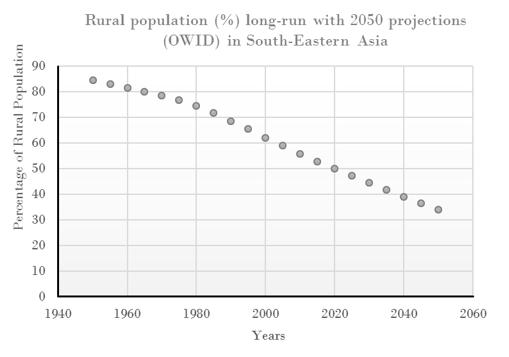 Rural population (%) long-run with 2050 projections
(OWID) in South-Eastern Asia
Percentage of Rural Population
90
80
70
60
50
40
30
20
10
0
1940 1960 1980 2000 2020 2040 2060
Years